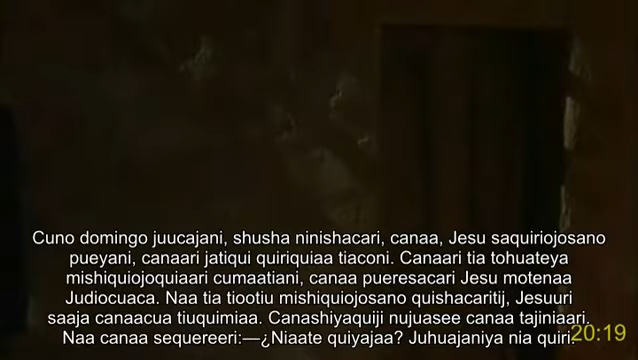 Cuno domingo juucajani, shusha ninishacari, canaa, Jesu saquiriojosano
pueyani, canaari jatiqui quiriquiaa tiaconi. Canaari tia tohuateya
mishiquiojoquiaari cumaatiani, canaa pueresacari Jesu motenaa
Judiocuaca. Naa tia tiootiu mishiquiojosano quishacaritij, Jesuuri
saaja canaacua tiuquimiaa. Canashiyaquiji nujuasee canaa tajiniaari.
Naa canaa sequereeri:—¿Niaate quiyajaa? Juhuajaniya nia quiri.
20:19